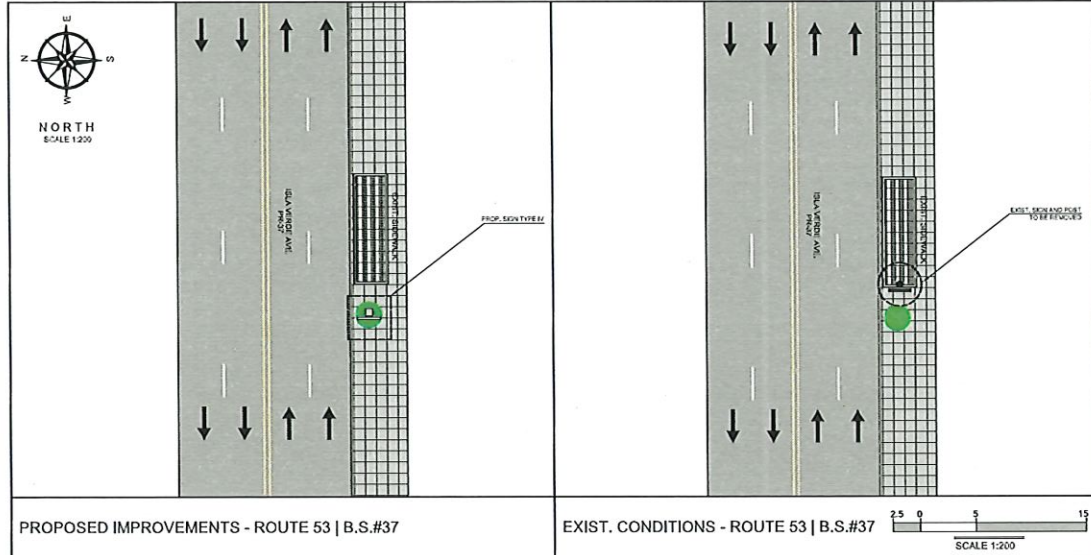 E
N
S
W
NORTH
SCALE 1:200
ISLA VERDE AVE.
PR-37
EXIST. SIDEWALK
PROP. SIGN TYPE IV
ISLA VERDE AVE.
PR-37
EXIST. SIDEWALK
EXIST. SIGN AND POST
TO BE REMOVED
PROPOSED IMPROVEMENTS - ROUTE 53 | B.S.#37
EXIST. CONDITIONS - ROUTE 53 | B.S.#37
2.5 0 5 15
SCALE 1:200